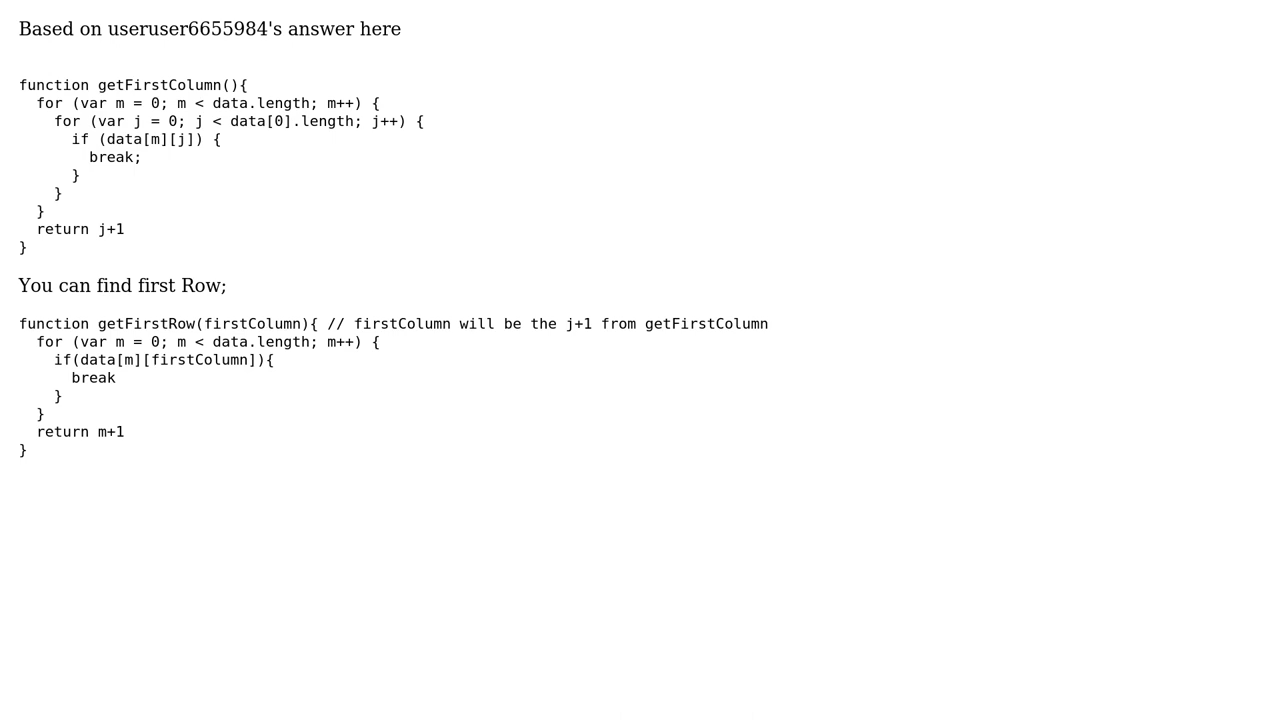 Based on useruser6655984's answer here
function getFirstColumn(){
  for (var m = 0; m < data.length; m++) {
    for (var j = 0; j < data[0].length; j++) {
      if (data[m][j]) {
        break;
      }
    }
  }
  return j+1
}
You can find first Row;
function getFirstRow(firstColumn){ // firstColumn will be the j+1 from getFirstColumn
  for (var m = 0; m < data.length; m++) {
    if(data[m][firstColumn]){
      break
    }
  }
  return m+1
}